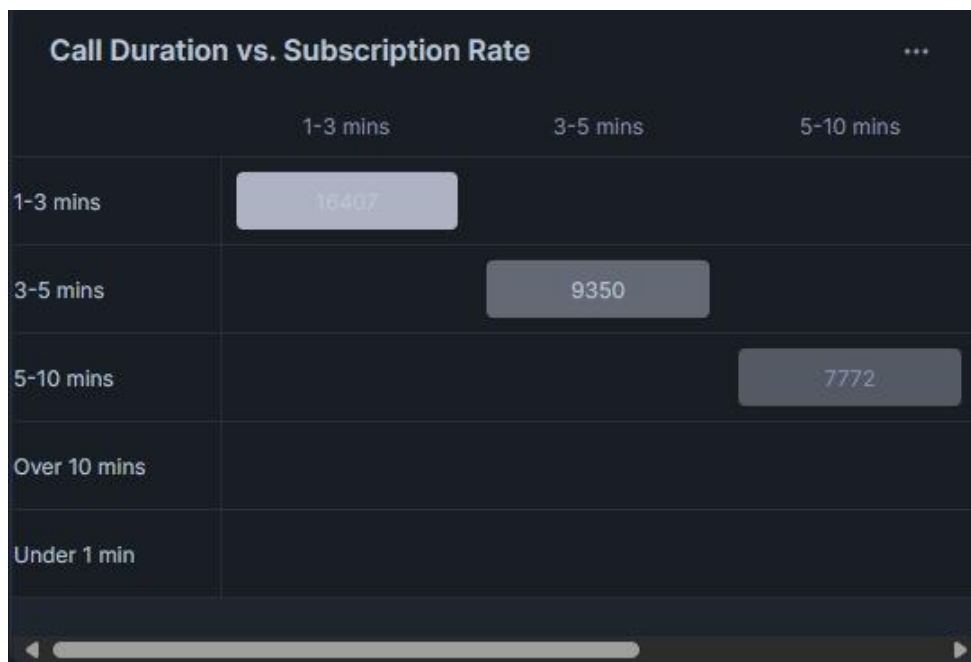 Call Duration vs. Subscription Rate
1-3 mins 3-5 mins 5-10 mins
1-3 mins 16407
3-5 mins 9350
5-10 mins 7772
Over 10 mins
Under 1 min